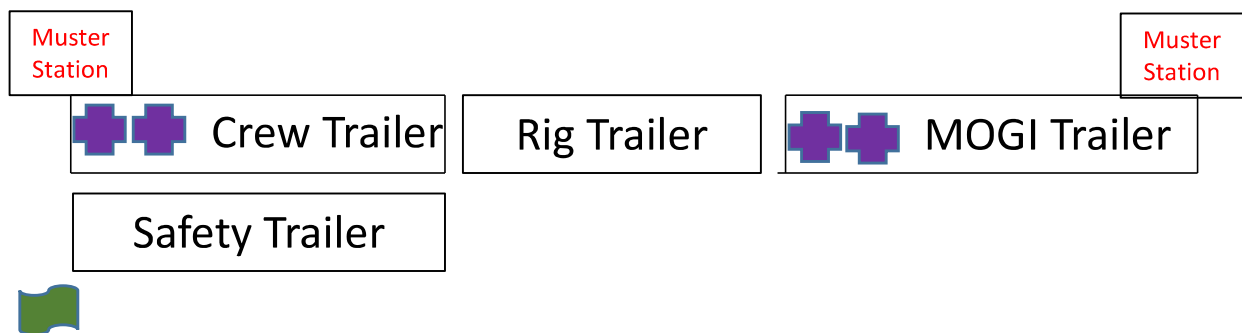 Muster
Station
Muster
Station
Crew Trailer
Rig Trailer
MOGI Trailer
Safety Trailer